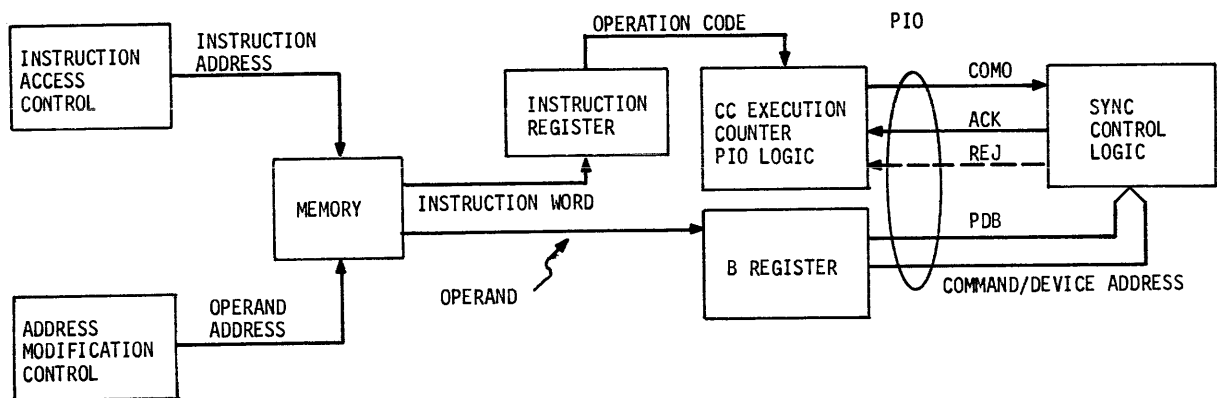 OPERATION CODE
PIO
INSTRUCTION
ACCESS
CONTROL
INSTRUCTION
ADDRESS
INSTRUCTION
REGISTER
CC EXECUTION
COUNTER
PIO LOGIC
COMO
ACK
REJ
SYNC
CONTROL
LOGIC
MEMORY
INSTRUCTION WORD
OPERAND
B REGISTER
PDB
COMMAND/DEVICE ADDRESS
ADDRESS
MODIFICATION
CONTROL
OPERAND
ADDRESS